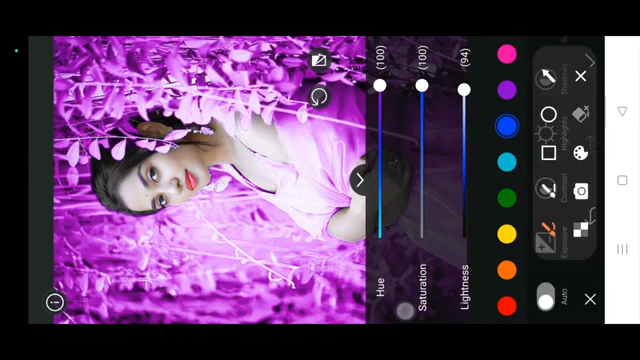 Hue
(100)
Saturation
(100)
Lightness
(94)
Shadows
Highlights
Contrast
Exposure
Auto